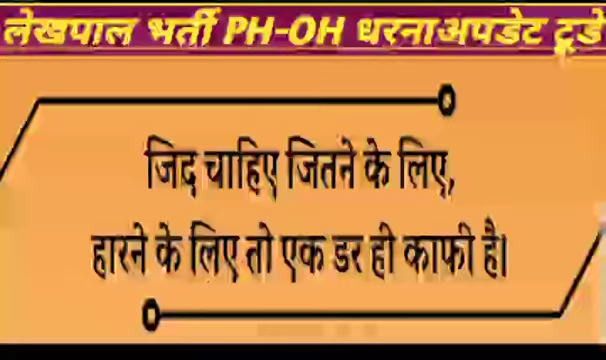 लेखपाल भर्ती PH-OH धरनाअपडेट टूडे
जिद चाहिए जितने के लिए,
हारने के लिए तो एक डर ही काफी है।